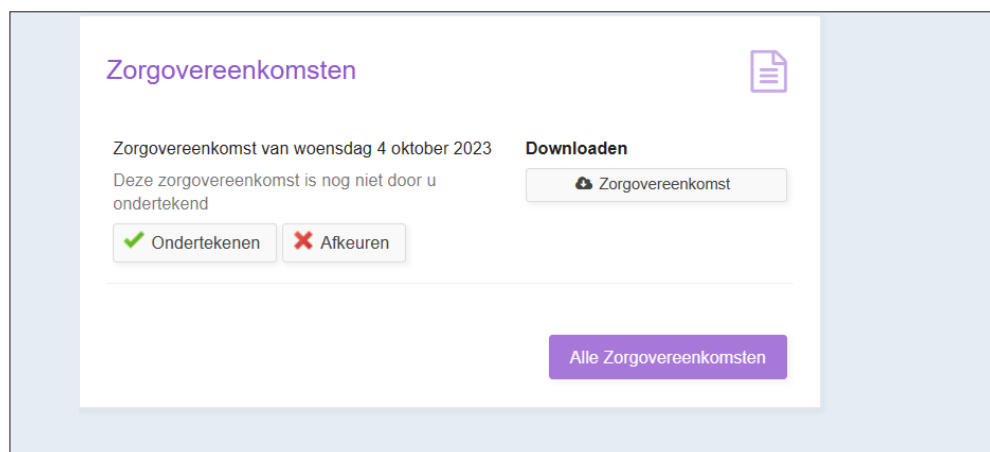 Zorgovereenkomsten
Zorgovereenkomst van woensdag 4 oktober 2023
Deze zorgovereenkomst is nog niet door u
ondertekend
Ondertekenen
Afkeuren
Downloaden
Zorgovereenkomst
Alle Zorgovereenkomsten